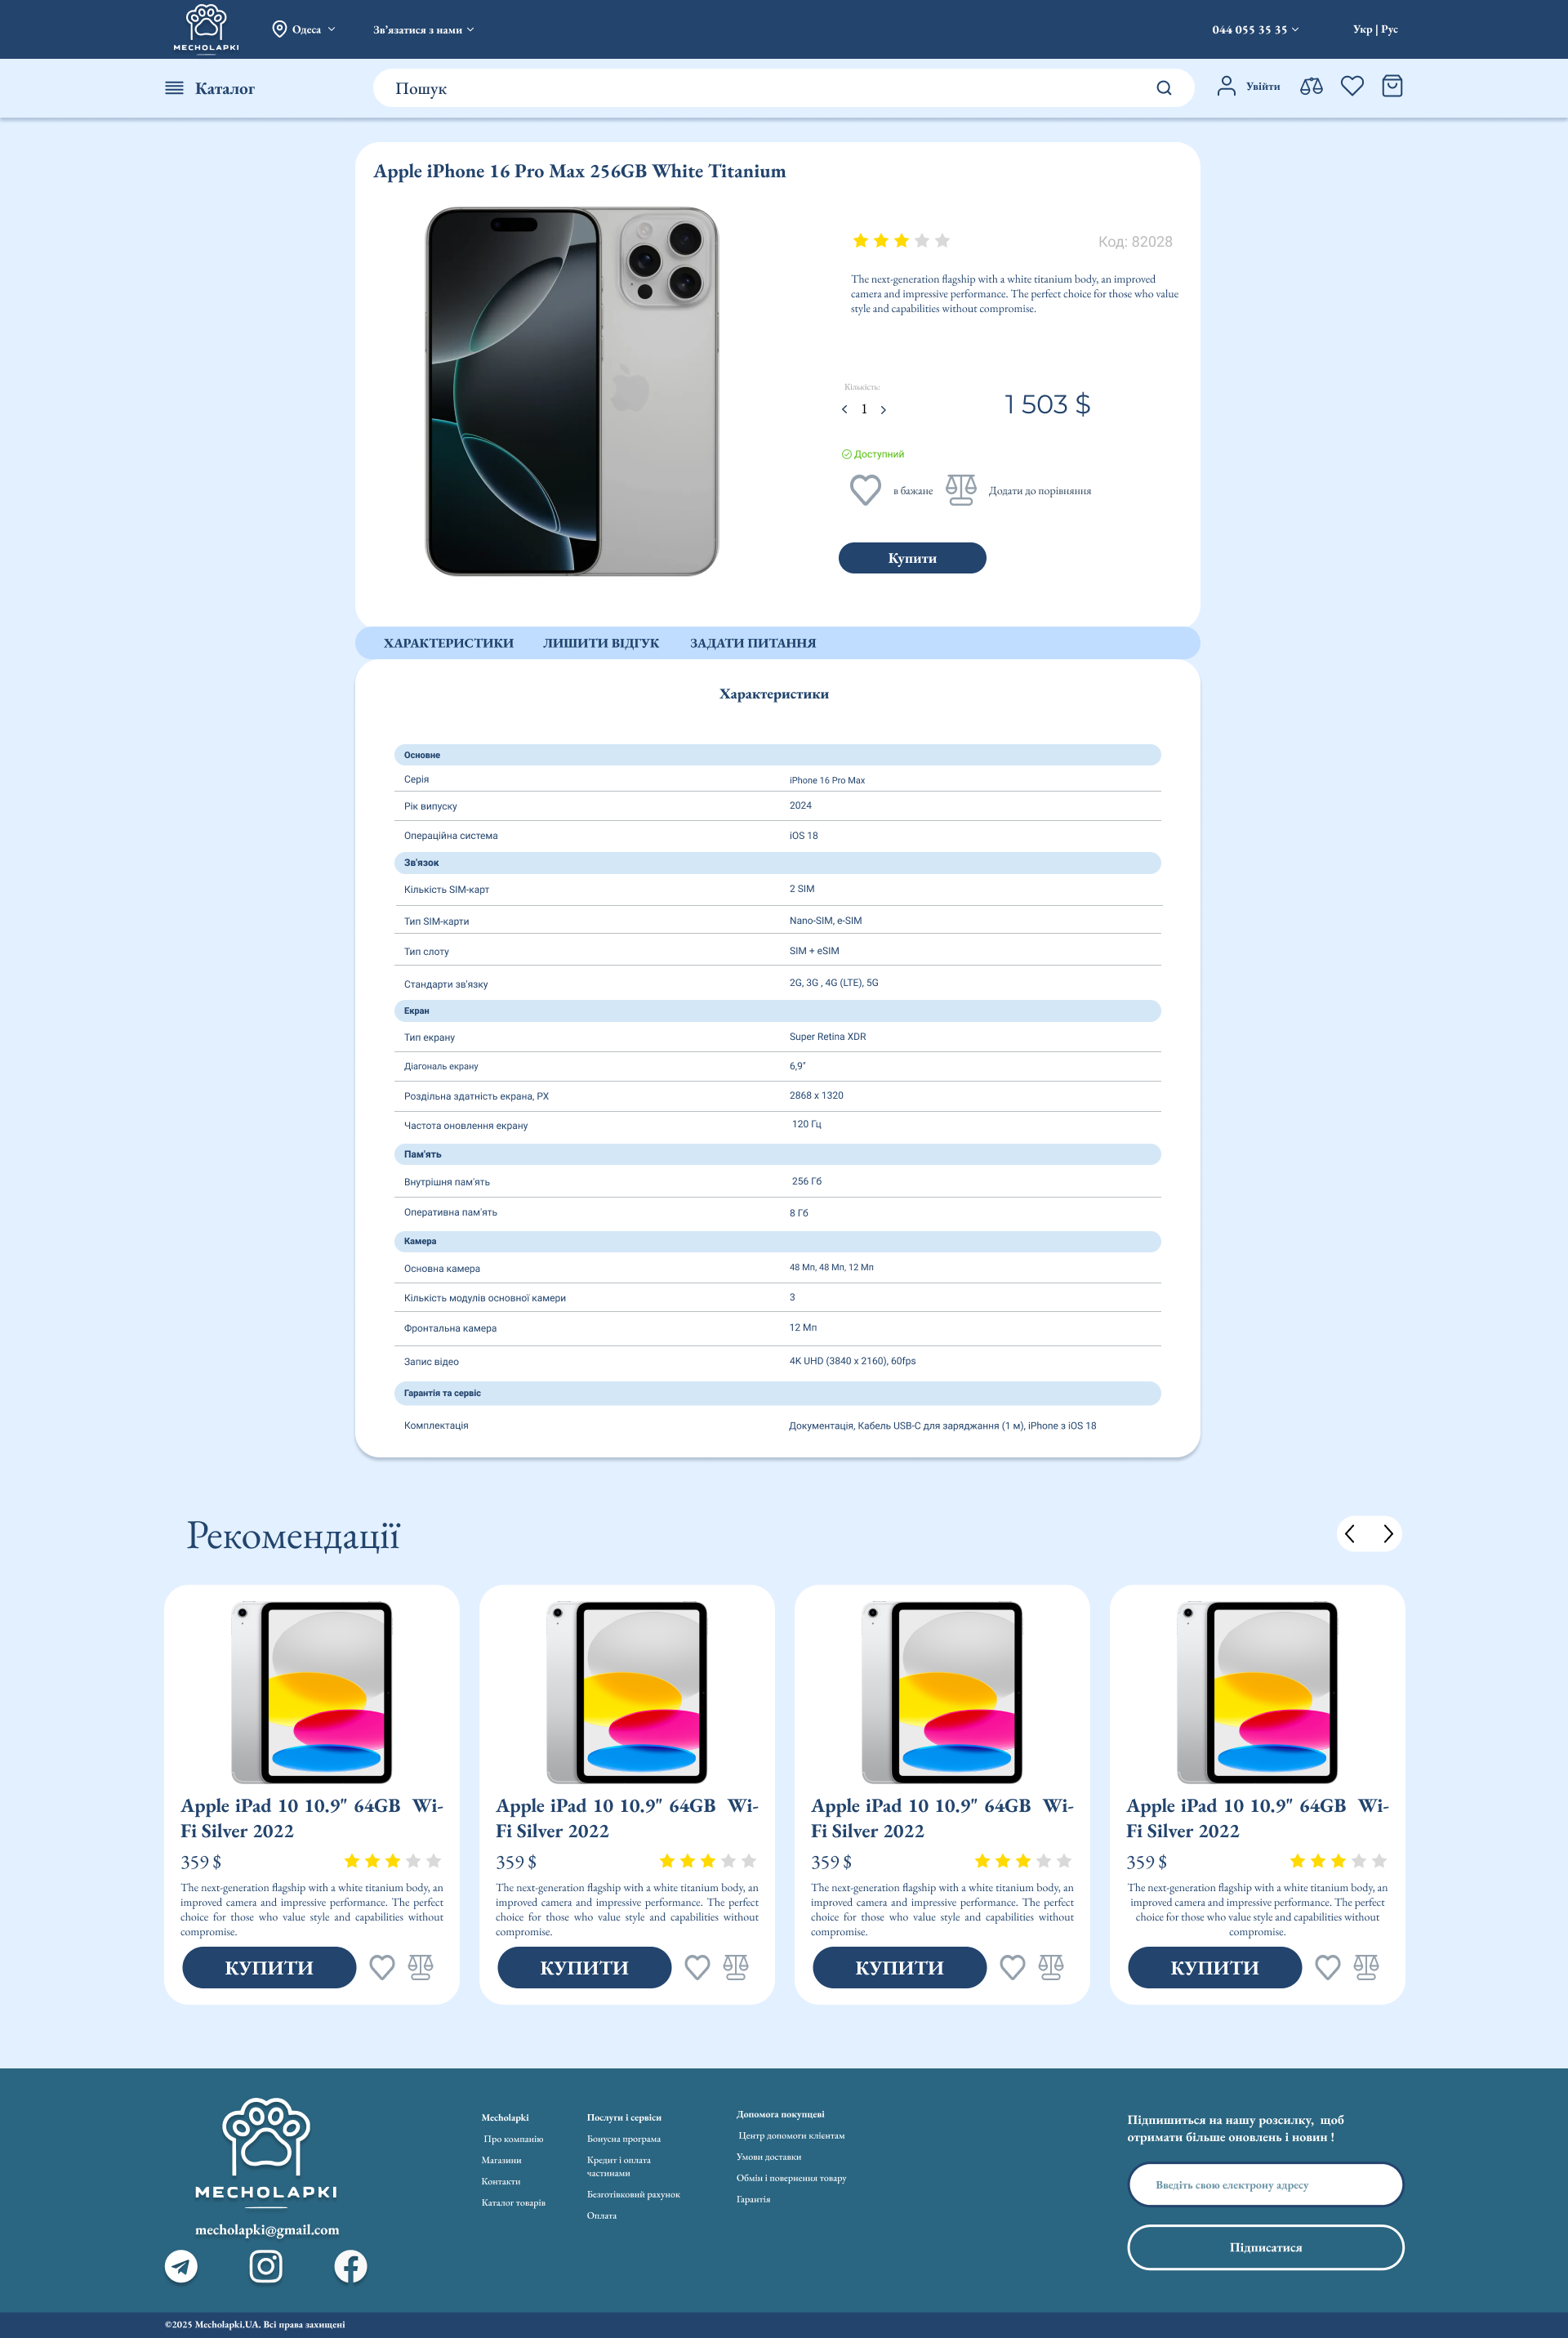 MECHOLAPKI
Одеса
Зв’язатися з нами
044 055 35 35
Укр | Рус
Каталог
Пошук
Увійти
Apple iPhone 16 Pro Max 256GB White Titanium
Код: 82028
The next-generation flagship with a white titanium body, an improved
camera and impressive performance. The perfect choice for those who value
style and capabilities without compromise.
Кількість:
1
1 503 $
Доступний
в бажане
Додати до порівняння
Купити
ХАРАКТЕРИСТИКИ
ЛИШИТИ ВІДГУК
ЗАДАТИ ПИТАННЯ
Характеристики
Основне
Серія
iPhone 16 Pro Max
Рік випуску
2024
Операційна система
iOS 18
Зв'язок
Кількість SIM-карт
2 SIM
Тип SIM-карти
Nano-SIM, e-SIM
Тип слоту
SIM + eSIM
Стандарти зв'язку
2G, 3G , 4G (LTE), 5G
Екран
Тип екрану
Super Retina XDR
Діагональ екрану
6,9"
Роздільна здатність екрана, PX
2868 x 1320
Частота оновлення екрану
120 Гц
Пам'ять
Внутрішня пам'ять
256 Гб
Оперативна пам'ять
8 Гб
Камера
Основна камера
48 Мп, 48 Мп, 12 Мп
Кількість модулів основної камери
3
Фронтальна камера
12 Мп
Запис відео
4K UHD (3840 x 2160), 60fps
Гарантія та сервіс
Комплектація
Документація, Кабель USB-C для заряджання (1 м), iPhone з iOS 18
Рекомендації
Apple iPad 10 10.9" 64GB Wi-
Fi Silver 2022
359 $
The next-generation flagship with a white titanium body, an
improved camera and impressive performance. The perfect
choice for those who value style and capabilities without
compromise.
КУПИТИ
Apple iPad 10 10.9" 64GB Wi-
Fi Silver 2022
359 $
The next-generation flagship with a white titanium body, an
improved camera and impressive performance. The perfect
choice for those who value style and capabilities without
compromise.
КУПИТИ
Apple iPad 10 10.9" 64GB Wi-
Fi Silver 2022
359 $
The next-generation flagship with a white titanium body, an
improved camera and impressive performance. The perfect
choice for those who value style and capabilities without
compromise.
КУПИТИ
Apple iPad 10 10.9" 64GB Wi-
Fi Silver 2022
359 $
The next-generation flagship with a white titanium body, an
improved camera and impressive performance. The perfect
choice for those who value style and capabilities without
compromise.
КУПИТИ
MECHOLAPKI
mecholapki@gmail.com
Mecholapki
Про компанію
Магазини
Контакти
Каталог товарів
Послуги і сервіси
Бонусна програма
Кредит і оплата
частинами
Безготівковий рахунок
Оплата
Допомога покупцеві
Центр допомоги клієнтам
Умови доставки
Обмін і повернення товару
Гарантія
Підпишиться на нашу розсилку, щоб
отримати більше оновлень і новин !
Введіть свою електрону адресу
Підписатися
©2025 Mecholapki.UA. Всі права захищені